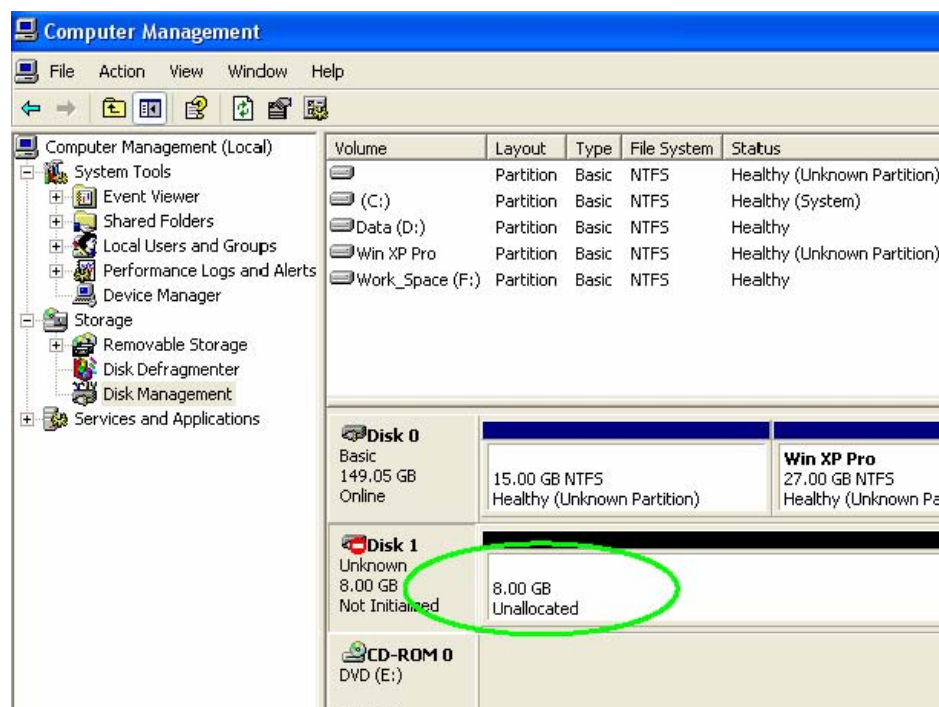 Computer Management
File Action View Window Help
Computer Management (Local)
System Tools
Event Viewer
Shared Folders
Local Users and Groups
Performance Logs and Alerts
Device Manager
Storage
Removable Storage
Disk Defragmenter
Disk Management
Services and Applications
Volume Layout Type File System Status
Partition Basic NTFS Healthy (Unknown Partition)
(C:) Partition Basic NTFS Healthy (System)
Data (D:) Partition Basic NTFS Healthy
Win XP Pro Partition Basic NTFS Healthy (Unknown Partition)
Work_Space (F:) Partition Basic NTFS Healthy
Disk 0
Basic
149.05 GB
Online
15.00 GB NTFS
Healthy (Unknown Partition)
Win XP Pro
27.00 GB NTFS
Healthy (Unknown Pa
Disk 1
Unknown
8.00 GB
Not Initialized
8.00 GB
Unallocated
CD-ROM 0
DVD (E:)